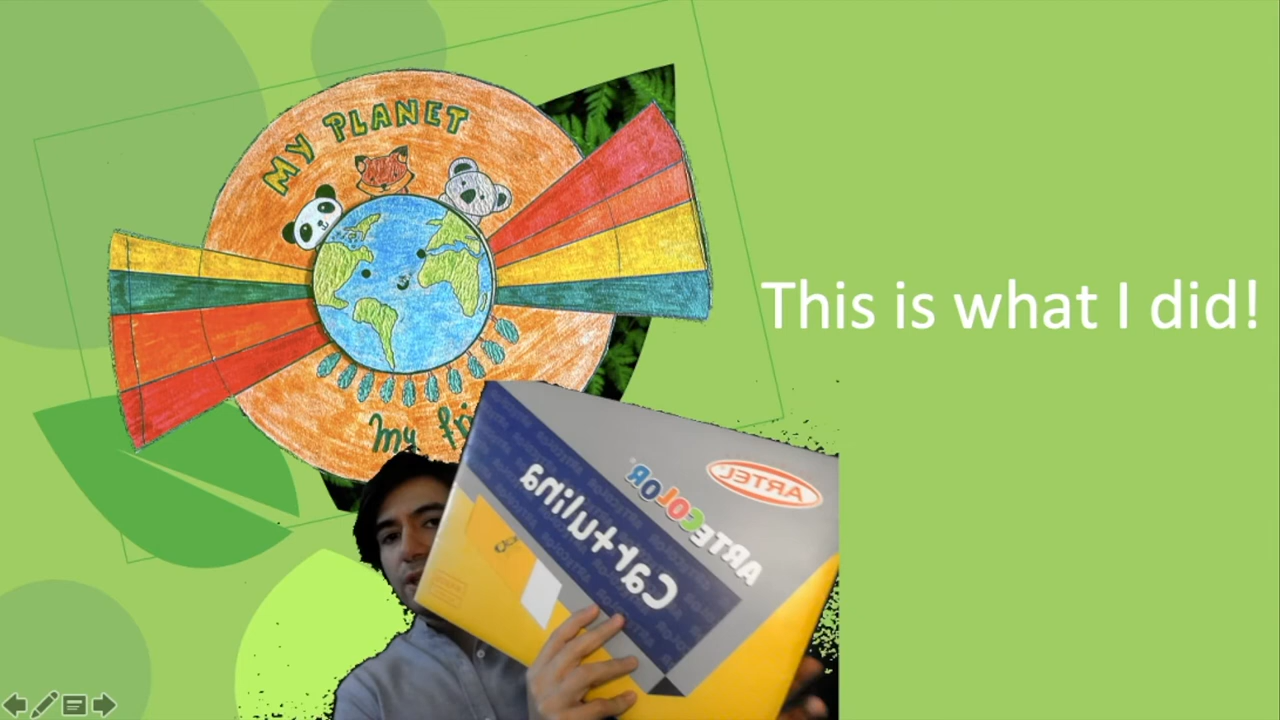 My PLANET
my fri
This is what I did!
ARTEL
ARTECOLOR
Cartulina